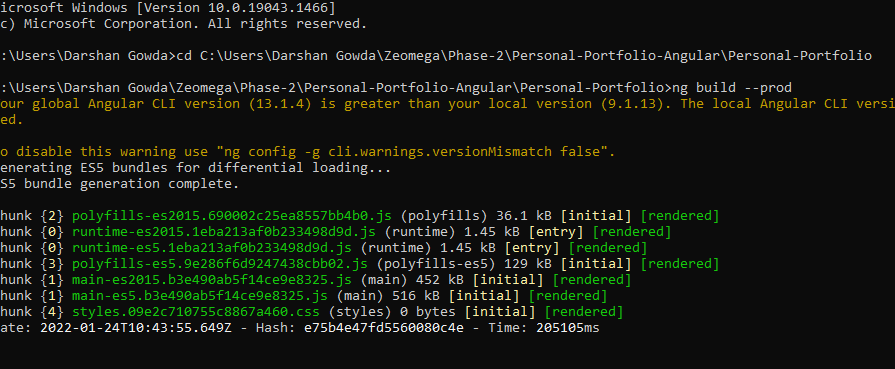 icrosoft Windows [Version 10.0.19043.1466]
c) Microsoft Corporation. All rights reserved.
:\Users\Darshan Gowda>cd C:\Users\Darshan Gowda\Zeomega\Phase-2\Personal-Portfolio-Angular\Personal-Portfolio
:\Users\Darshan Gowda\Zeomega\Phase-2\Personal-Portfolio-Angular\Personal-Portfolio>ng build --prod
our global Angular CLI version (13.1.4) is greater than your local version (9.1.13). The local Angular CLI versi
ed.
o disable this warning use "ng config -g cli.warnings.versionMismatch false".
enerating ES5 bundles for differential loading...
S5 bundle generation complete.
hunk {2} polyfills-es2015.690002c25ea8557bb4b0.js (polyfills) 36.1 kB [initial] [rendered]
hunk {0} runtime-es2015.1eba213af0b233498d9d.js (runtime) 1.45 kB [entry] [rendered]
hunk {0} runtime-es5.1eba213af0b233498d9d.js (runtime) 1.45 kB [entry] [rendered]
hunk {3} polyfills-es5.9e286f6d9247438cbb02.js (polyfills-es5) 129 kB [initial] [rendered]
hunk {1} main-es2015.b3e490ab5f14ce9e8325.js (main) 452 kB [initial] [rendered]
hunk {1} main-es5.b3e490ab5f14ce9e8325.js (main) 516 kB [initial] [rendered]
hunk {4} styles.09e2c710755c8867a460.css (styles) 0 bytes [initial] [rendered]
ate: 2022-01-24T10:43:55.649Z - Hash: e75b4e47fd5560080c4e - Time: 205105ms